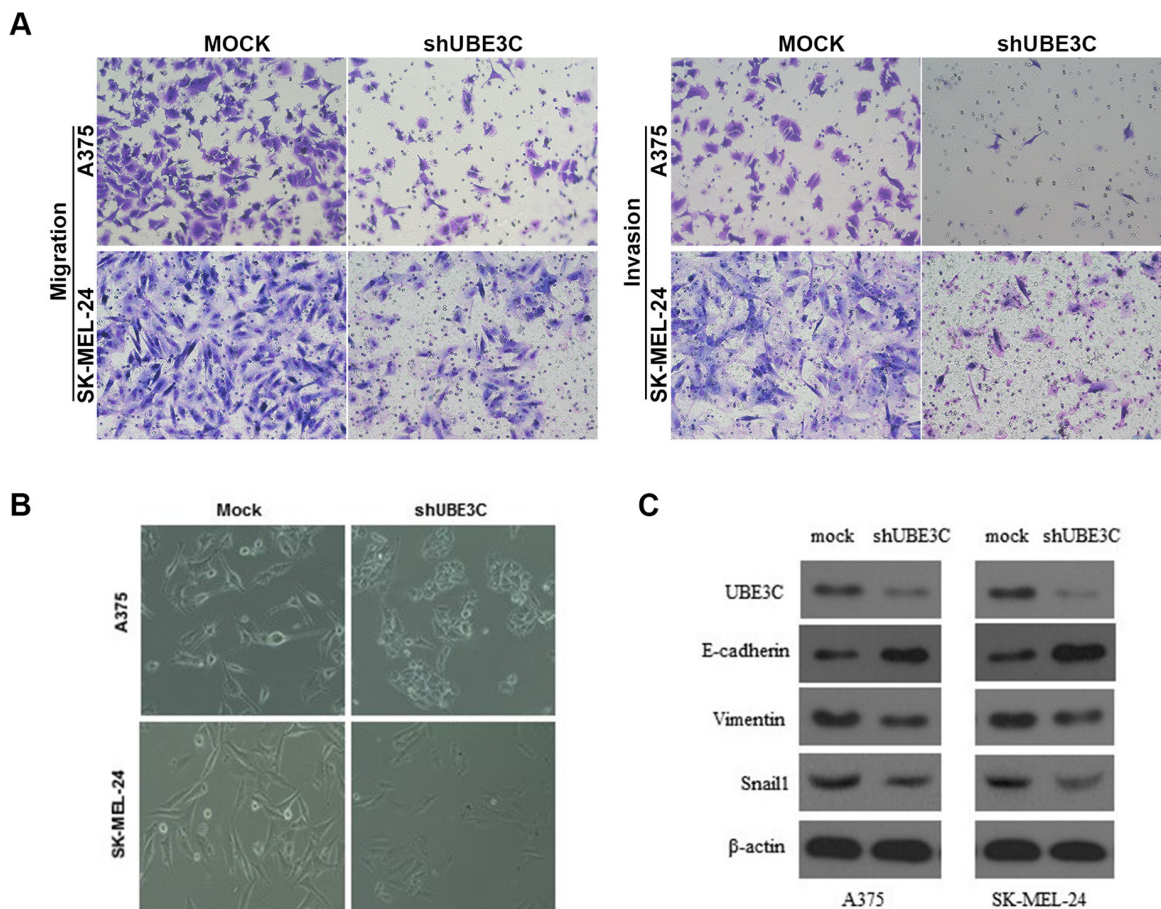 A
MOCK shUBE3C MOCK shUBE3C
Migration
A375
SK-MEL-24
Invasion
A375
SK-MEL-24
B
Mock shUBE3C
A375
SK-MEL-24
C
mock shUBE3C mock shUBE3C
UBE3C
E-cadherin
Vimentin
Snail1
β-actin
A375 SK-MEL-24